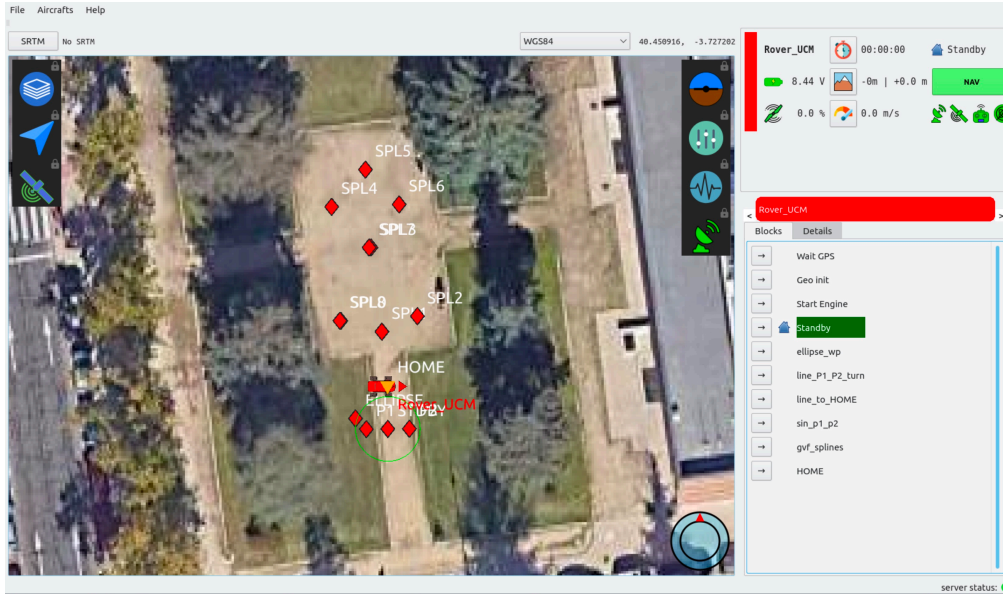 File Aircrafts Help
SRTM No SRTM WGS84 40.450916, -3.727202
Rover_UCM 00:00:00 Standby
8.44 V -0m | +0.0 m NAV
0.0 % 0.0 m/s
SPL5
SPL4 SPL6
SPL2
HOME
Rover_UCM
ELLIPSE
P1
Rover_UCM
< >
Blocks Details
→ Wait GPS
→ Geo init
→ Start Engine
→ Standby
→ ellipse_wp
→ line_P1_P2_turn
→ line_to_HOME
→ sin_p1_p2
→ gvf_splines
→ HOME
server status: